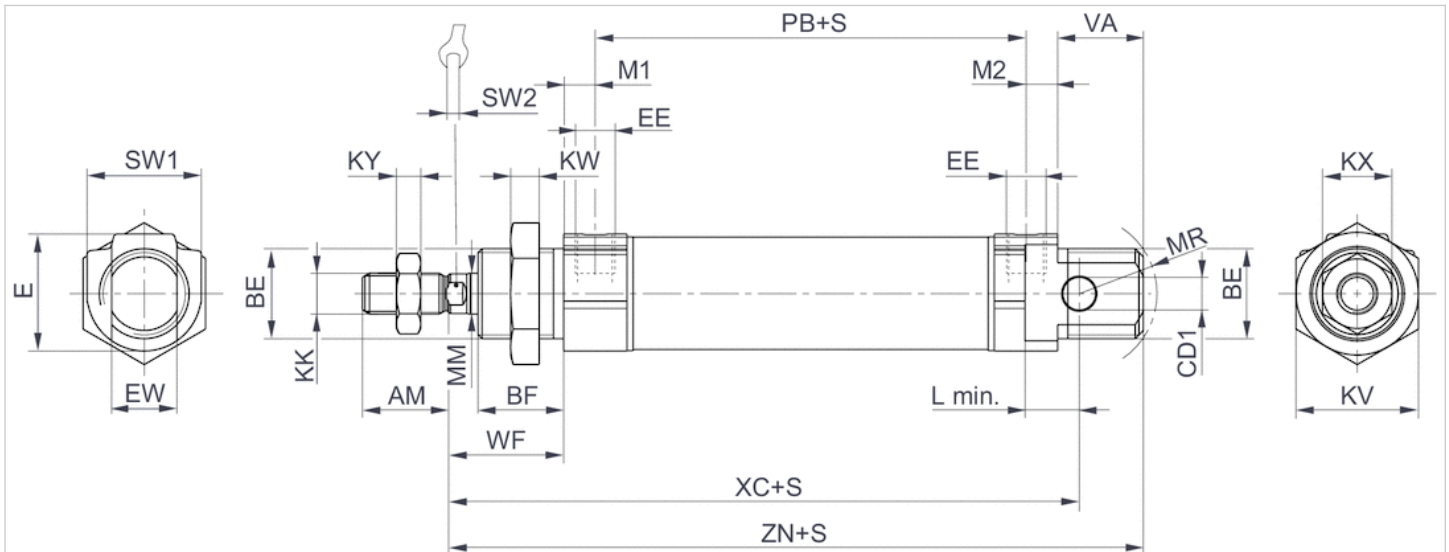 PB+S
VA
M1
M2
SW2
EE
SW1
KY
KW
EE
KX
MR
E
BE
BE
KK
MM
CD1
EW
AM
BF
L min.
KV
WF
XC+S
ZN+S